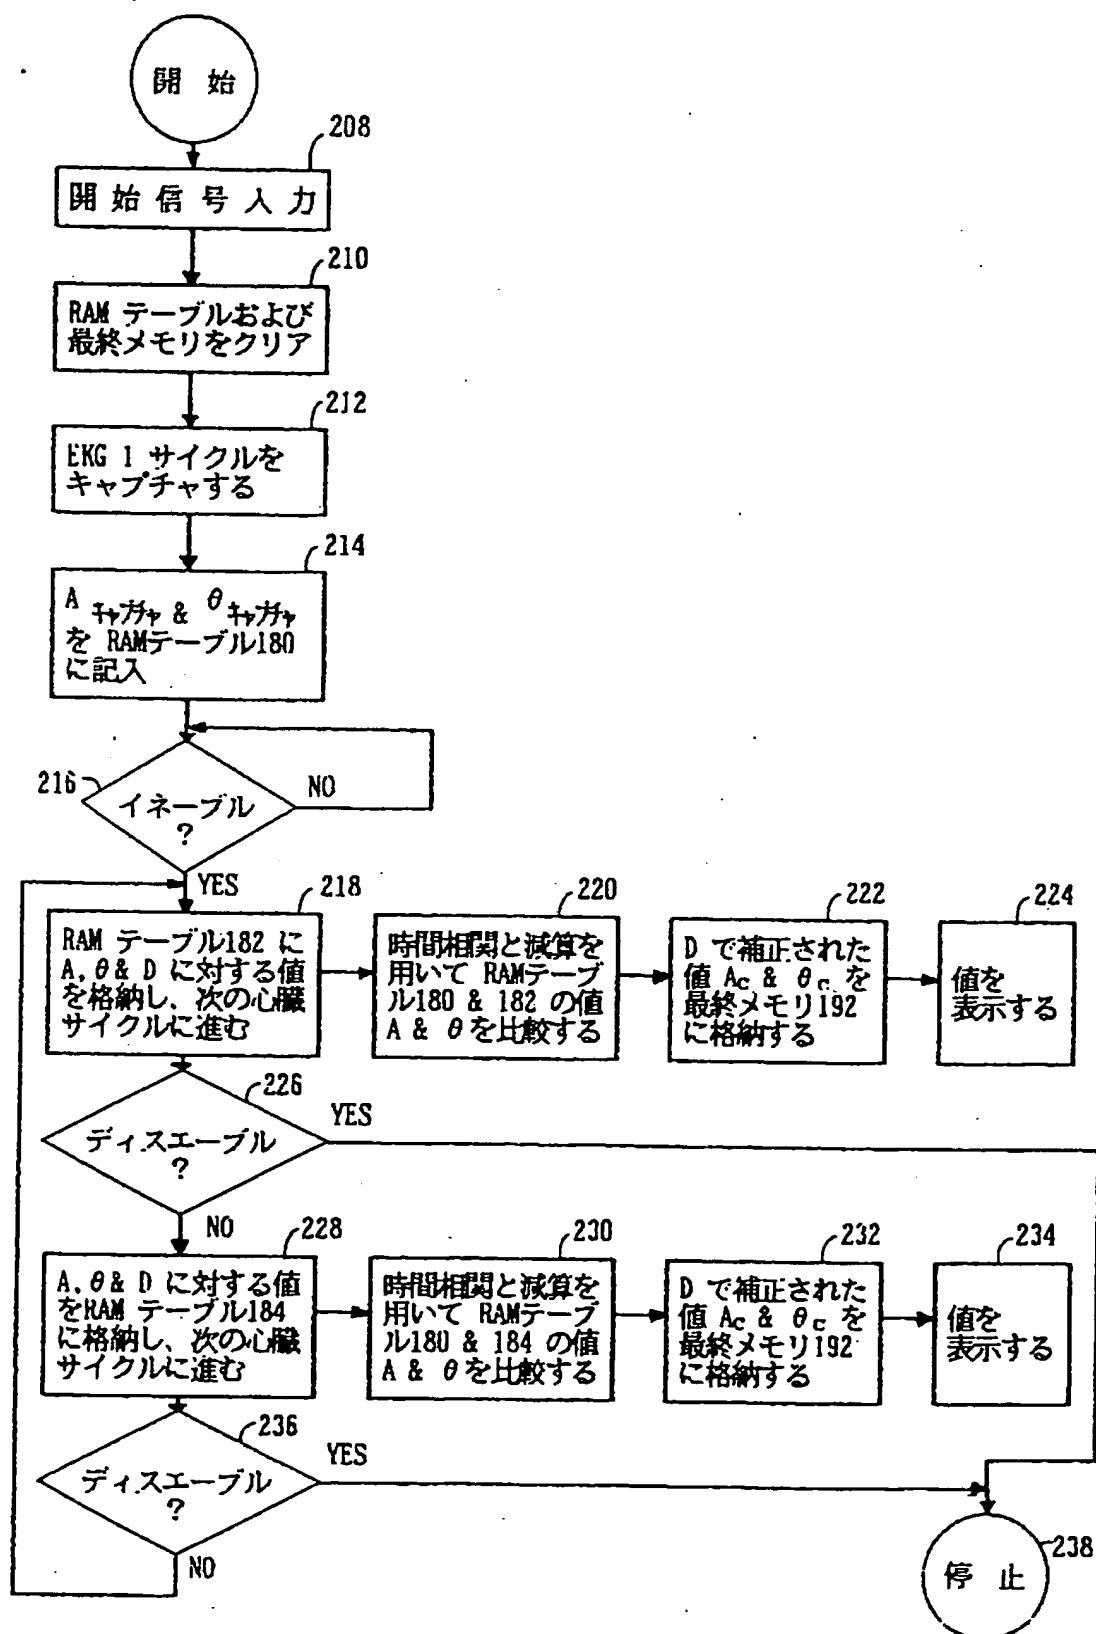 開 始
208
開 始 信 号 入 力
210
RAM テーブルおよび
最終メモリをクリア
212
EKG 1 サイクルを
キャプチャする
214
A キャプチャ & θ キャプチャ
を RAMテーブル180
に記入
216
イネーブル
?
NO
YES
218
RAM テーブル182 に
A, θ & D に対する値
を格納し、次の心臓
サイクルに進む
220
時間相関と減算を
用いて RAMテーブ
ル180 & 182 の値
A & θ を比較する
222
D で補正された
値 Ac & θc を
最終メモリ192
に格納する
224
値を
表示する
226
ディスエーブル
?
YES
NO
228
A, θ & D に対する値
をRAM テーブル184
に格納し、次の心臓
サイクルに進む
230
時間相関と減算を
用いて RAMテーブ
ル180 & 184 の値
A & θ を比較する
232
D で補正された
値 Ac & θc を
最終メモリ192
に格納する
234
値を
表示する
236
ディスエーブル
?
YES
NO
238
停 止